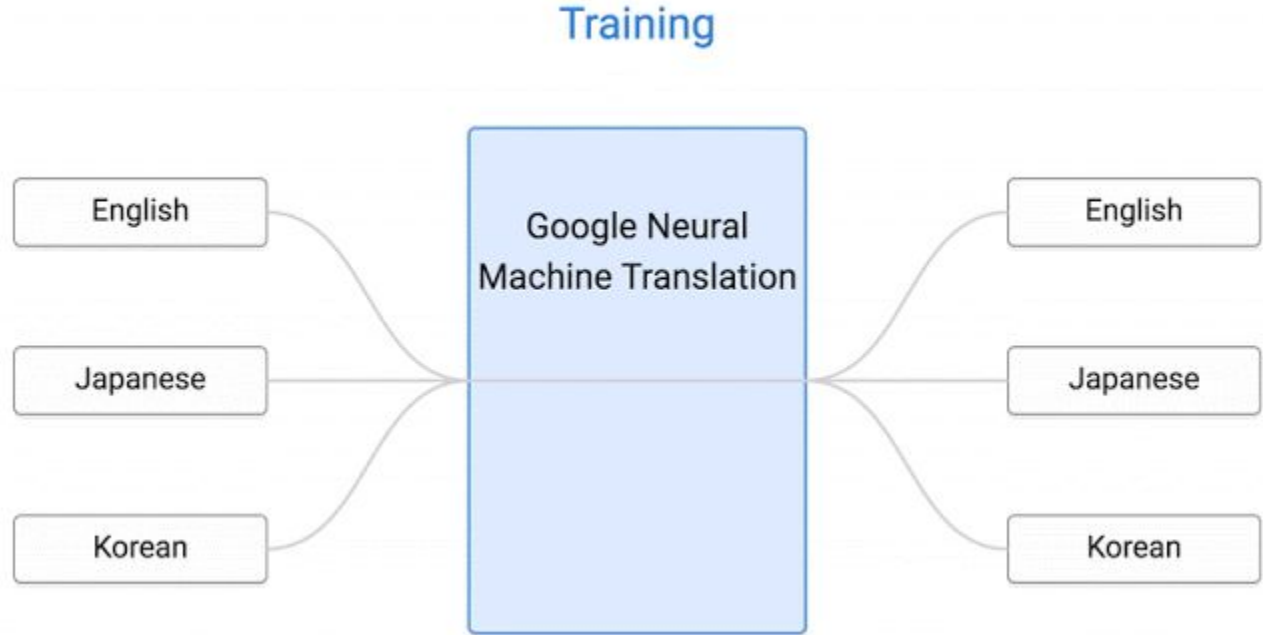 Training
Google Neural
Machine Translation
English
Japanese
Korean
English
Japanese
Korean